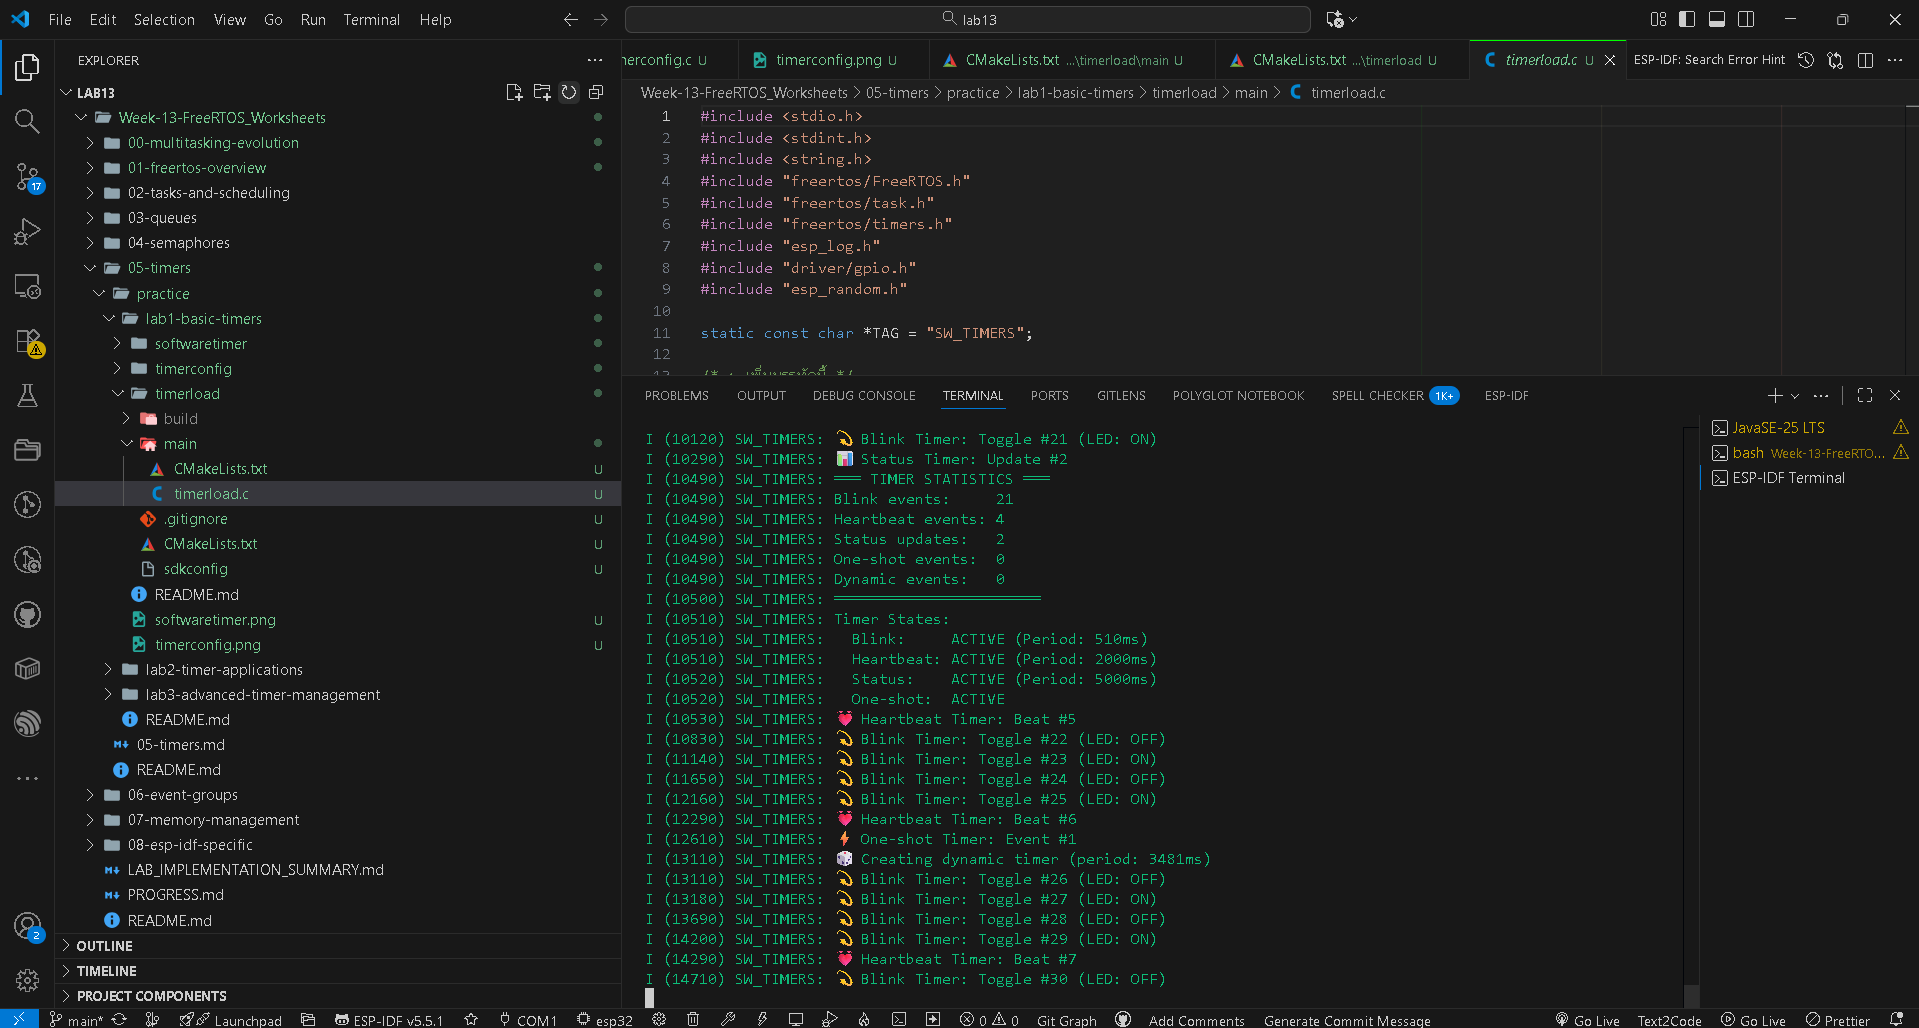 File Edit Selection View Go Run Terminal Help
lab13
EXPLORER
LAB13
Week-13-FreeRTOS_Worksheets
00-multitasking-evolution
01-freertos-overview
02-tasks-and-scheduling
03-queues
04-semaphores
05-timers
practice
lab1-basic-timers
softwaretimer
timerconfig
timerload
build
main
CMakeLists.txt U
timerload.c U
.gitignore U
CMakeLists.txt U
sdkconfig U
README.md
softwaretimer.png U
timerconfig.png U
lab2-timer-applications
lab3-advanced-timer-management
README.md
05-timers.md
README.md
06-event-groups
07-memory-management
08-esp-idf-specific
LAB_IMPLEMENTATION_SUMMARY.md
PROGRESS.md
README.md
OUTLINE
TIMELINE
PROJECT COMPONENTS
17
2
nerconfig.c U timerconfig.png U CMakeLists.txt ...\timerload\main U CMakeLists.txt ...\timerload U timerload.c U ESP-IDF: Search Error Hint
Week-13-FreeRTOS_Worksheets > 05-timers > practice > lab1-basic-timers > timerload > main > timerload.c
1 #include <stdio.h>
2 #include <stdint.h>
3 #include <string.h>
4 #include "freertos/FreeRTOS.h"
5 #include "freertos/task.h"
6 #include "freertos/timers.h"
7 #include "esp_log.h"
8 #include "driver/gpio.h"
9 #include "esp_random.h"
10
11 static const char *TAG = "SW_TIMERS";
12
PROBLEMS OUTPUT DEBUG CONSOLE TERMINAL PORTS GITLENS POLYGLOT NOTEBOOK SPELL CHECKER 1K+ ESP-IDF
I (10120) SW_TIMERS: 💫 Blink Timer: Toggle #21 (LED: ON)
I (10290) SW_TIMERS: 📊 Status Timer: Update #2
I (10490) SW_TIMERS: ═══ TIMER STATISTICS ═══
I (10490) SW_TIMERS: Blink events: 21
I (10490) SW_TIMERS: Heartbeat events: 4
I (10490) SW_TIMERS: Status updates: 2
I (10490) SW_TIMERS: One-shot events: 0
I (10490) SW_TIMERS: Dynamic events: 0
I (10500) SW_TIMERS: ═══════════════════════
I (10510) SW_TIMERS: Timer States:
I (10510) SW_TIMERS: Blink: ACTIVE (Period: 510ms)
I (10510) SW_TIMERS: Heartbeat: ACTIVE (Period: 2000ms)
I (10520) SW_TIMERS: Status: ACTIVE (Period: 5000ms)
I (10520) SW_TIMERS: One-shot: ACTIVE
I (10530) SW_TIMERS: 💓 Heartbeat Timer: Beat #5
I (10830) SW_TIMERS: 💫 Blink Timer: Toggle #22 (LED: OFF)
I (11140) SW_TIMERS: 💫 Blink Timer: Toggle #23 (LED: ON)
I (11650) SW_TIMERS: 💫 Blink Timer: Toggle #24 (LED: OFF)
I (12160) SW_TIMERS: 💫 Blink Timer: Toggle #25 (LED: ON)
I (12290) SW_TIMERS: 💓 Heartbeat Timer: Beat #6
I (12610) SW_TIMERS: ⚡ One-shot Timer: Event #1
I (13110) SW_TIMERS: 🎲 Creating dynamic timer (period: 3481ms)
I (13110) SW_TIMERS: 💫 Blink Timer: Toggle #26 (LED: OFF)
I (13180) SW_TIMERS: 💫 Blink Timer: Toggle #27 (LED: ON)
I (13690) SW_TIMERS: 💫 Blink Timer: Toggle #28 (LED: OFF)
I (14200) SW_TIMERS: 💫 Blink Timer: Toggle #29 (LED: ON)
I (14290) SW_TIMERS: 💓 Heartbeat Timer: Beat #7
I (14710) SW_TIMERS: 💫 Blink Timer: Toggle #30 (LED: OFF)
JavaSE-25 LTS
bash Week-13-FreeRTO...
ESP-IDF Terminal
main* Launchpad ESP-IDF v5.5.1 COM1 esp32 0 0 Git Graph Add Comments Generate Commit Message Go Live Text2Code Go Live Prettier